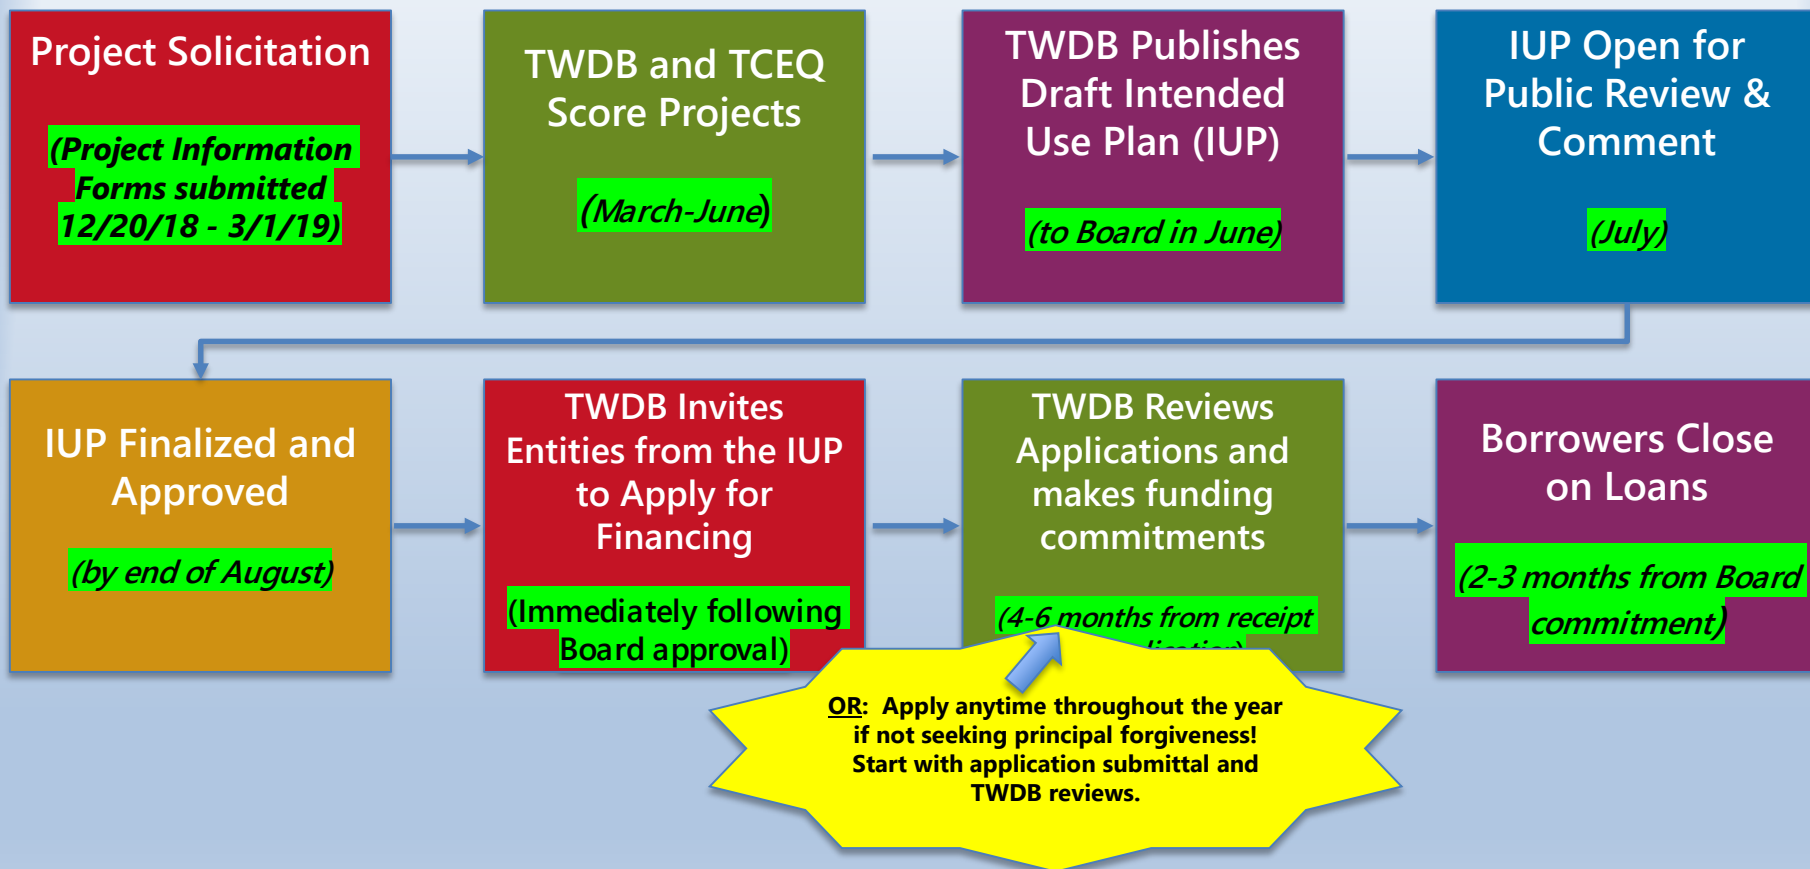 Project Solicitation
(Project Information
Forms submitted
12/20/18 - 3/1/19)
TWDB and TCEQ
Score Projects
(March-June)
TWDB Publishes
Draft Intended
Use Plan (IUP)
(to Board in June)
IUP Open for
Public Review &
Comment
(July)
IUP Finalized and
Approved
(by end of August)
TWDB Invites
Entities from the IUP
to Apply for
Financing
(Immediately following
Board approval)
TWDB Reviews
Applications and
makes funding
commitments
(4-6 months from receipt
Borrowers Close
on Loans
(2-3 months from Board
commitment)
OR: Apply anytime throughout the year
if not seeking principal forgiveness!
Start with application submittal and
TWDB reviews.